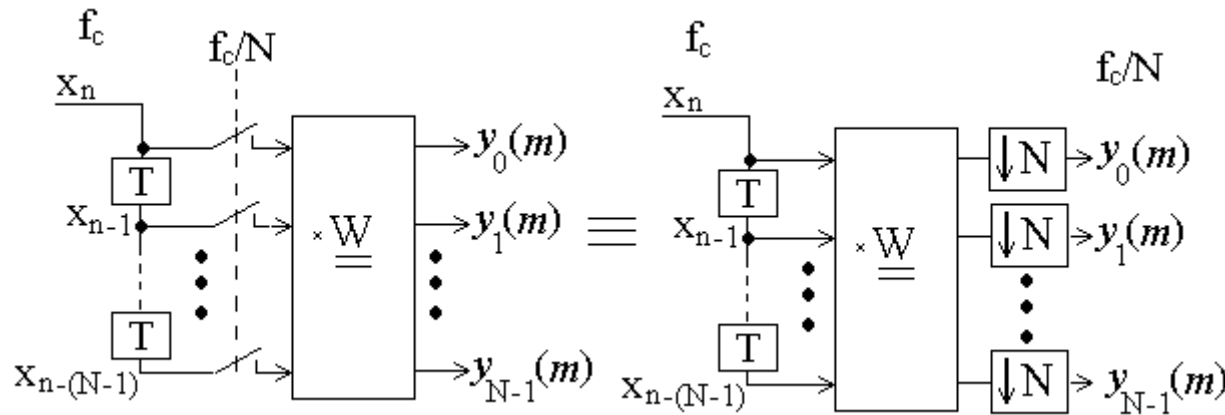 f_c
f_c/N
x_n
T
x_{n-1}
T
x_{n-(N-1)}
× W
y_0(m)
y_1(m)
y_{N-1}(m)
≡
f_c
f_c/N
x_n
T
x_{n-1}
T
x_{n-(N-1)}
× W
↓N
y_0(m)
↓N
y_1(m)
↓N
y_{N-1}(m)